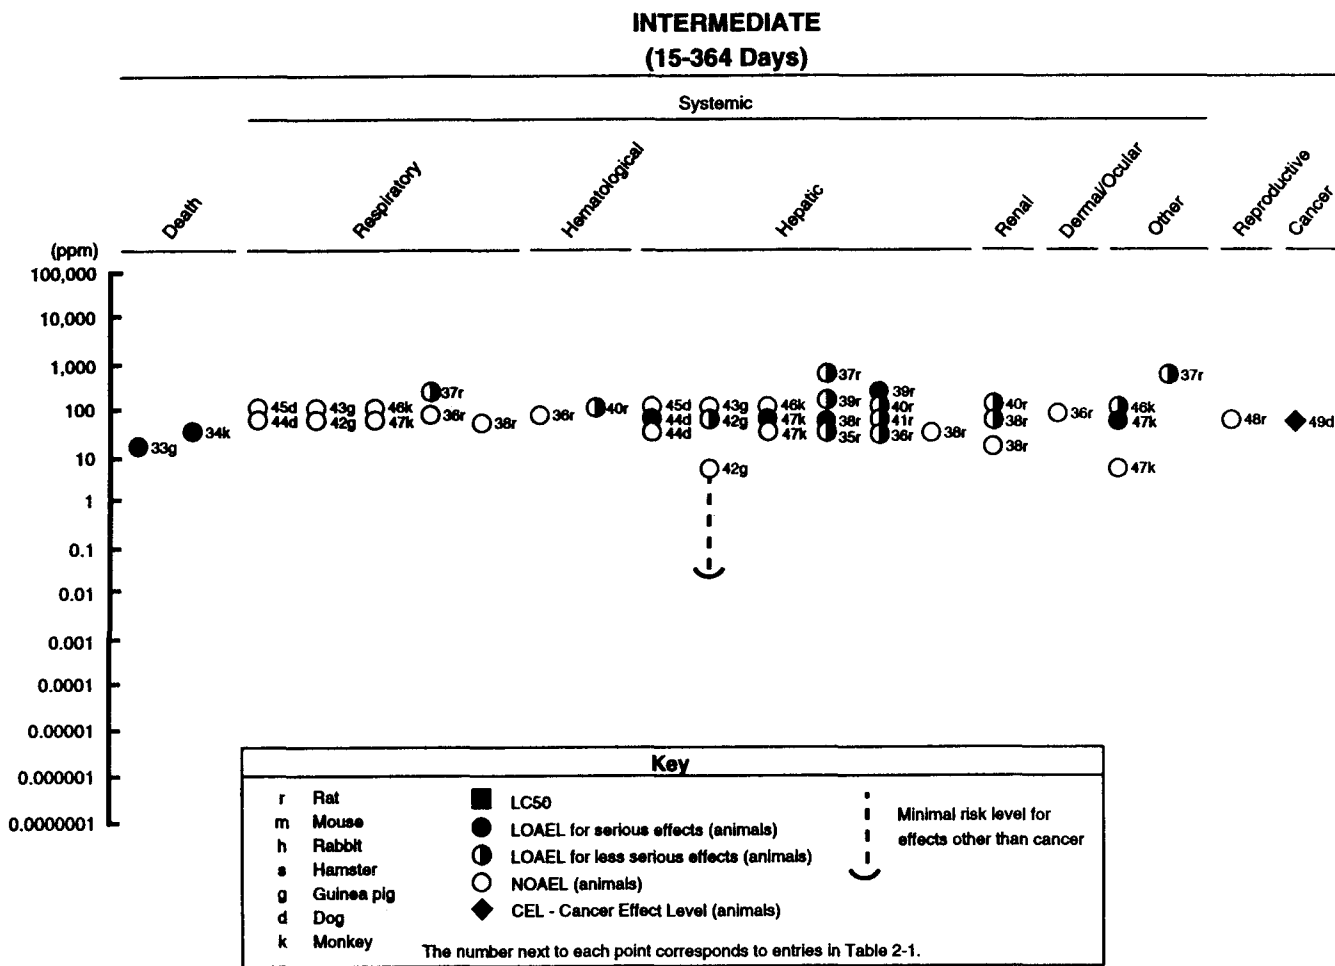 INTERMEDIATE
(15-364 Days)
Systemic
Death
Respiratory
Hematological
Hepatic
Renal
Dermal/Ocular
Other
Reproductive
Cancer
(ppm)
100,000
10,000
1,000
100
10
1
0.1
0.01
0.001
0.0001
0.00001
0.000001
0.0000001
33g
34k
45d
44d
43g
42g
46k
47k
37r
36r
38r
36r
40r
45d
44d
44d
43g
42g
42g
46k
47k
47k
37r
39r
38r
35r
39r
40r
41r
36r
38r
40r
38r
38r
36r
46k
47k
47k
37r
48r
49d
Key
r Rat
m Mouse
h Rabbit
s Hamster
g Guinea pig
d Dog
k Monkey
LC50
LOAEL for serious effects (animals)
LOAEL for less serious effects (animals)
NOAEL (animals)
CEL - Cancer Effect Level (animals)
Minimal risk level for
effects other than cancer
The number next to each point corresponds to entries in Table 2-1.